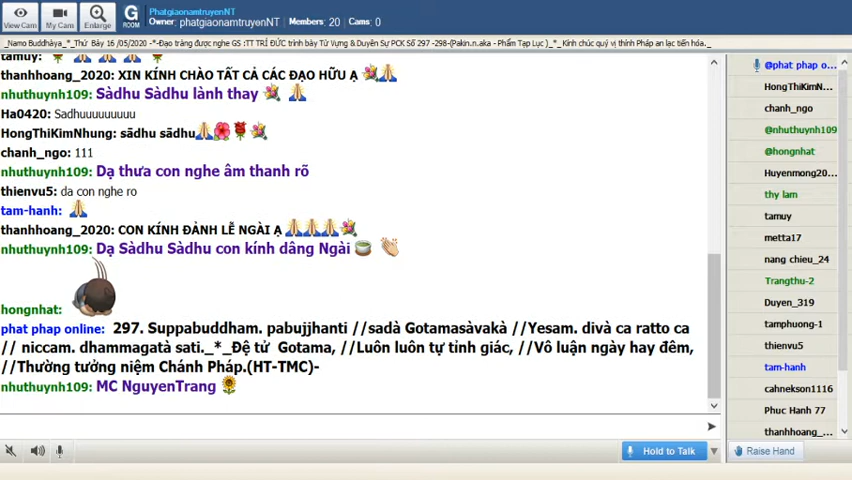 View Cam
My Cam
Enlarge
G
ROOM
PhatgiaonamtruyenNT
Owner: phatgiaonamtruyenNT Members: 20 Cams: 0
_Namo Buddhàya_*_Thứ Bảy 16 /05/2020 -*-Đạo tràng được nghe GS :TT TRÍ ĐỨC trình bày Từ Vựng & Duyên Sự PCK Số 297 -298-(Pakin.n.aka - Phẩm Tạp Lục )_*_Kính chúc quý vị thính Pháp an lạc tiến hóa._
tamuy:
thanhhoang_2020: XIN KÍNH CHÀO TẤT CẢ CÁC ĐẠO HỮU Ạ
nhuthuynh109: Sàdhu Sàdhu lành thay
Ha0420: Sadhuuuuuuuuu
HongThiKimNhung: sādhu sādhu
chanh_ngo: 111
nhuthuynh109: Dạ thưa con nghe âm thanh rõ
thienvu5: da con nghe ro
tam-hanh:
thanhhoang_2020: CON KÍNH ĐẢNH LỄ NGÀI Ạ
nhuthuynh109: Dạ Sàdhu Sàdhu con kính dâng Ngài
hongnhat:
phat phap online: 297. Suppabuddham. pabujjhanti //sadà Gotamasàvakà //Yesam. divà ca ratto ca
// niccam. dhammagatà sati._*_Đệ tử Gotama, //Luôn luôn tự tỉnh giác, //Vô luận ngày hay đêm,
//Thường tưởng niệm Chánh Pháp.(HT-TMC)-
nhuthuynh109: MC NguyenTrang
@phat phap o...
HongThiKimN...
chanh_ngo
@nhuthuynh109
@hongnhat
Huyenmong20...
thy lam
tamuy
metta17
nang chieu_24
Trangthu-2
Duyen_319
tamphuong-1
thienvu5
tam-hanh
cahnekson1116
Phuc Hanh 77
thanhhoang_...
Hold to Talk
Raise Hand